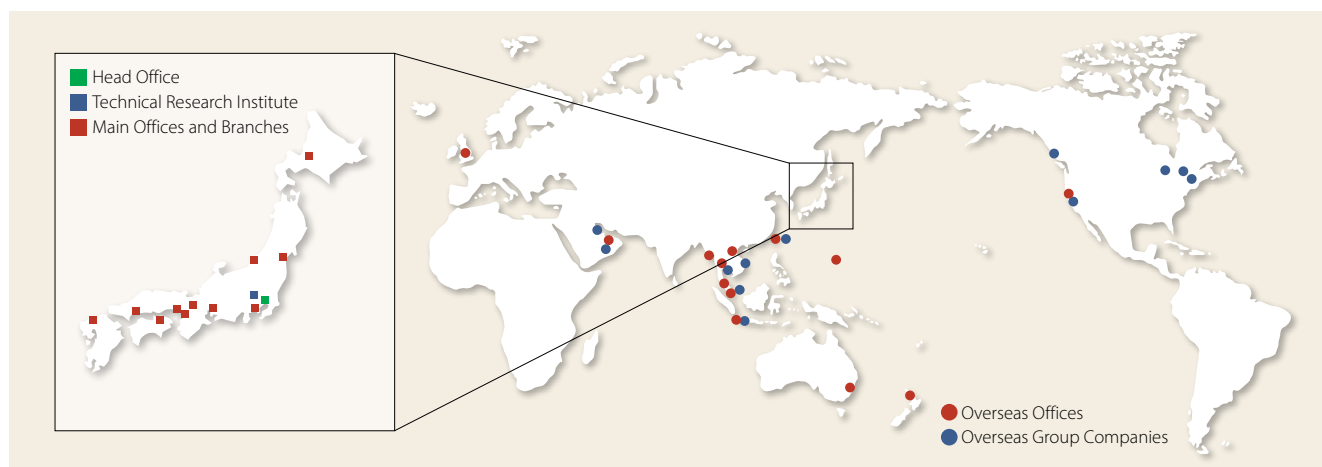 Head Office
Technical Research Institute
Main Offices and Branches
Overseas Offices
Overseas Group Companies